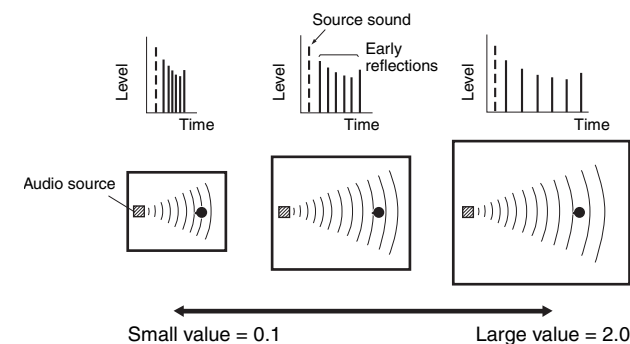 Source sound
Early
reflections
Level
Time
Level
Time
Level
Time
Audio source
Small value = 0.1
Large value = 2.0